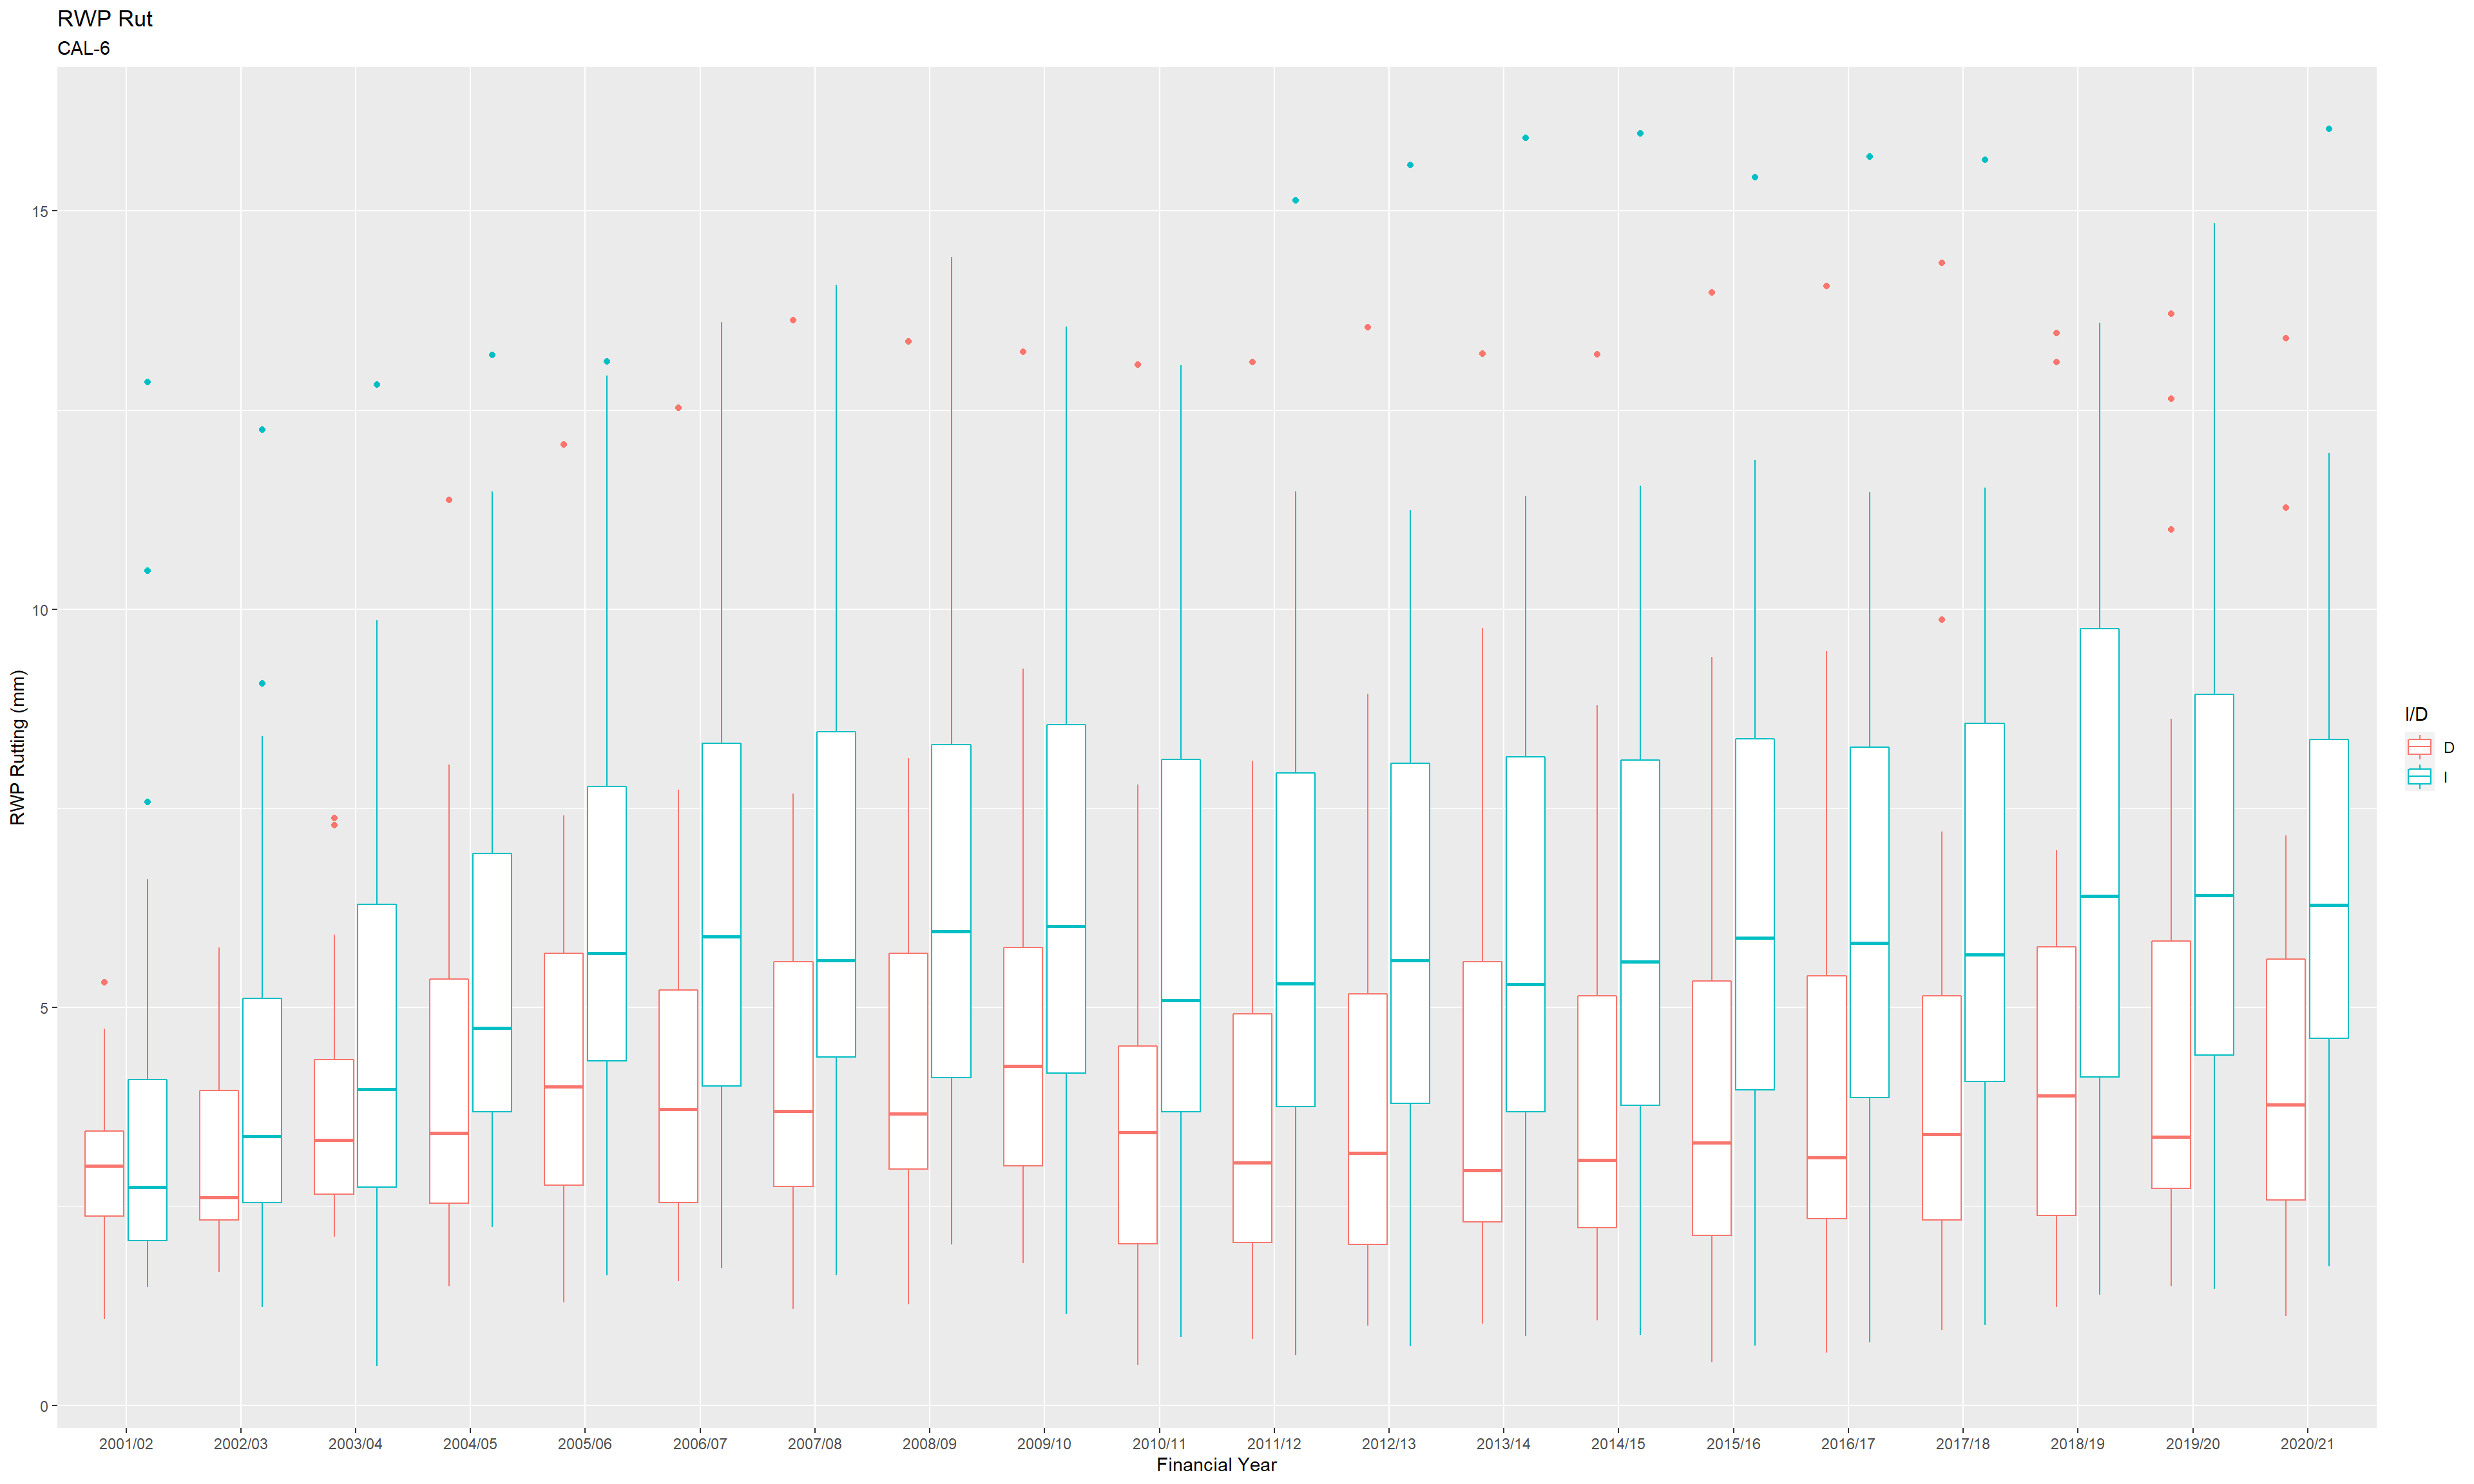 RWP Rut
CAL-6
RWP Rutting (mm)
15
10
5
0
2001/02 2002/03 2003/04 2004/05 2005/06 2006/07 2007/08 2008/09 2009/10 2010/11 2011/12 2012/13 2013/14 2014/15 2015/16 2016/17 2017/18 2018/19 2019/20 2020/21
Financial Year
I/D
D
I